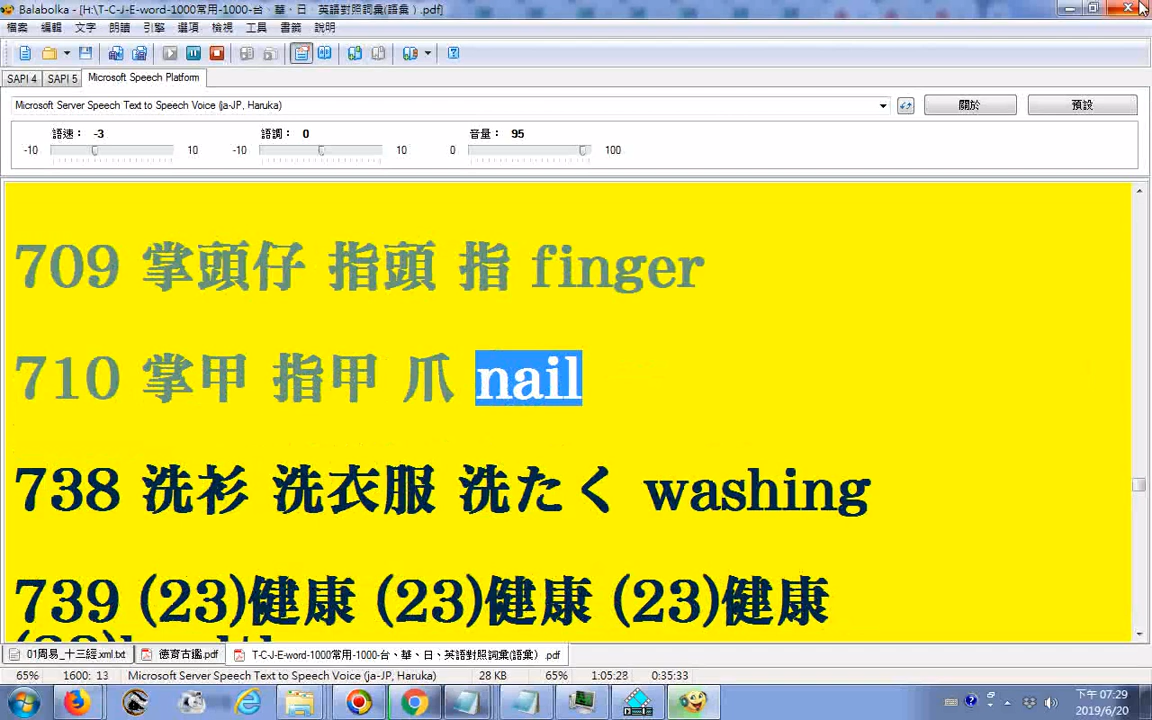 Balabolka - [H:\T-C-J-E-word-1000常用-1000-台、華、日、英語對照詞彙(語彙）.pdf]
檔案 編輯 文字 朗讀 引擎 選項 檢視 工具 書籤 說明
SAPI 4 SAPI 5 Microsoft Speech Platform
Microsoft Server Speech Text to Speech Voice (ja-JP, Haruka) 關於 預設
語速： -3 語調： 0 音量： 95
-10 10 -10 10 0 100
709 掌頭仔 指頭 指 finger
710 掌甲 指甲 爪 nail
738 洗衫 洗衣服 洗たく washing
739 (23)健康 (23)健康 (23)健康
(23)health
01周易_十三經.xml.txt 德育古鑑.pdf T-C-J-E-word-1000常用-1000-台、華、日、英語對照詞彙(語彙）.pdf
65% 1600: 13 Microsoft Server Speech Text to Speech Voice (ja-JP, Haruka) 65% 28 KB 1:05:28 0:35:33
下午 07:29
2019/6/20